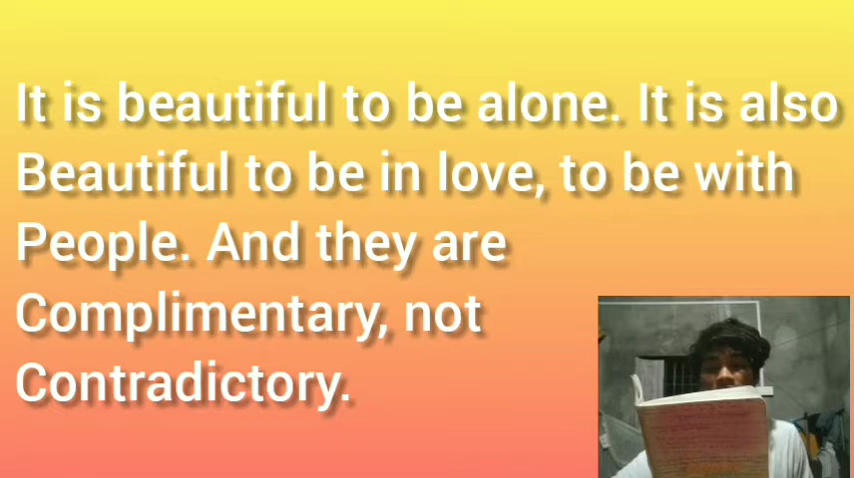 It is beautiful to be alone. It is also
Beautiful to be in love, to be with
People. And they are
Complimentary, not
Contradictory.